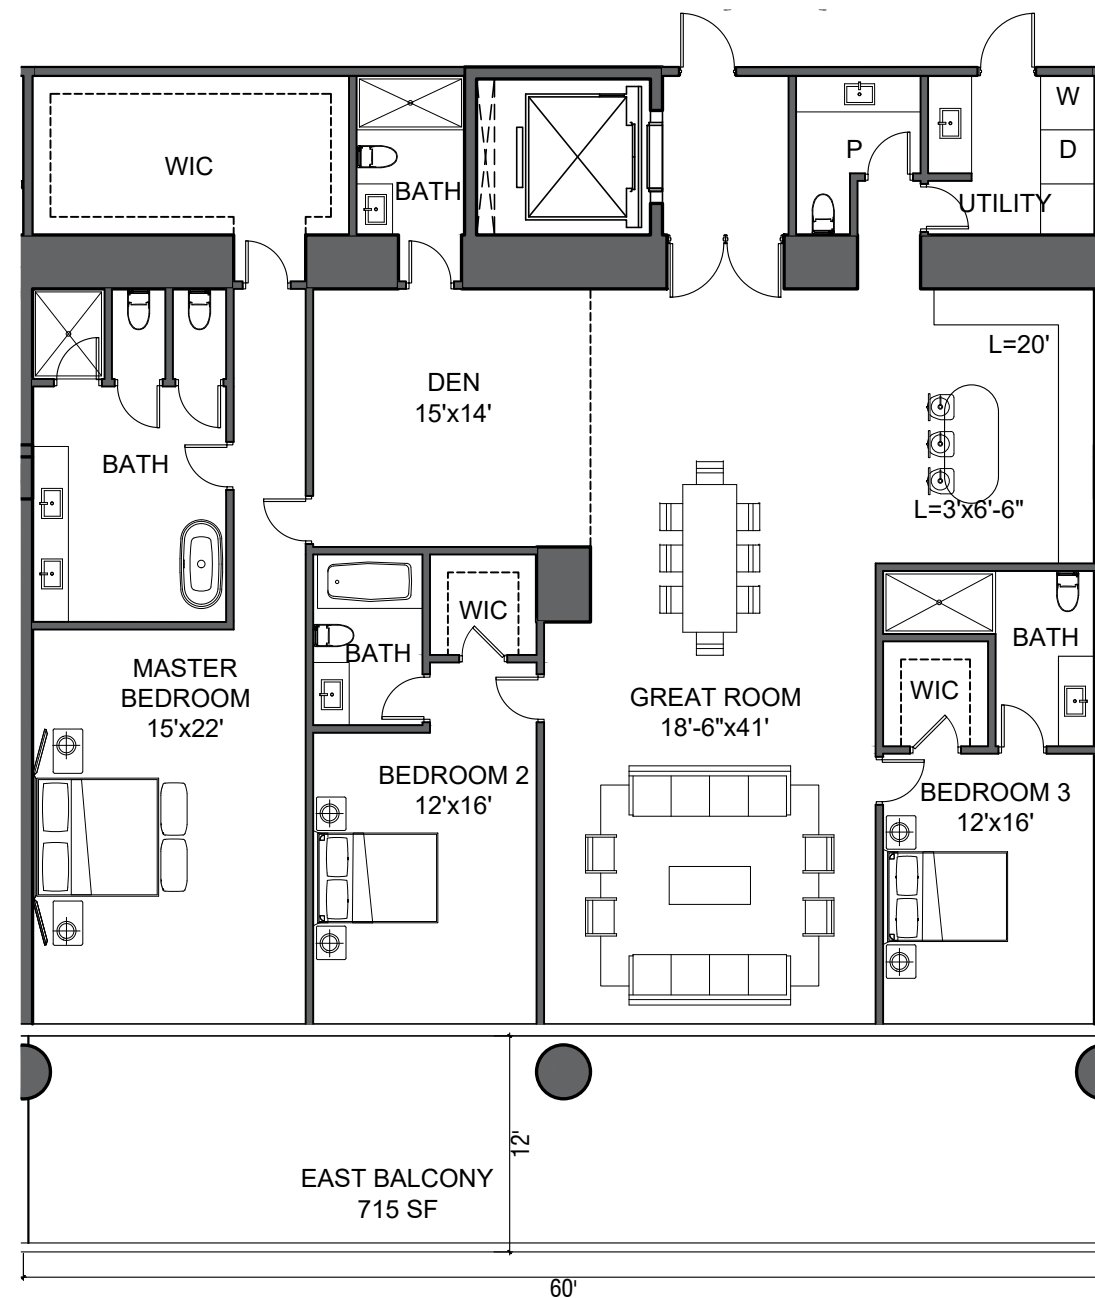 W
D
P
WIC
BATH
UTILITY
L=20'
DEN
15'x14'
BATH
L=3'x6'-6"
WIC
BATH
BATH
MASTER
BEDROOM
15'x22'
WIC
GREAT ROOM
18'-6"x41'
BEDROOM 2
12'x16'
BEDROOM 3
12'x16'
12'
EAST BALCONY
715 SF
60'